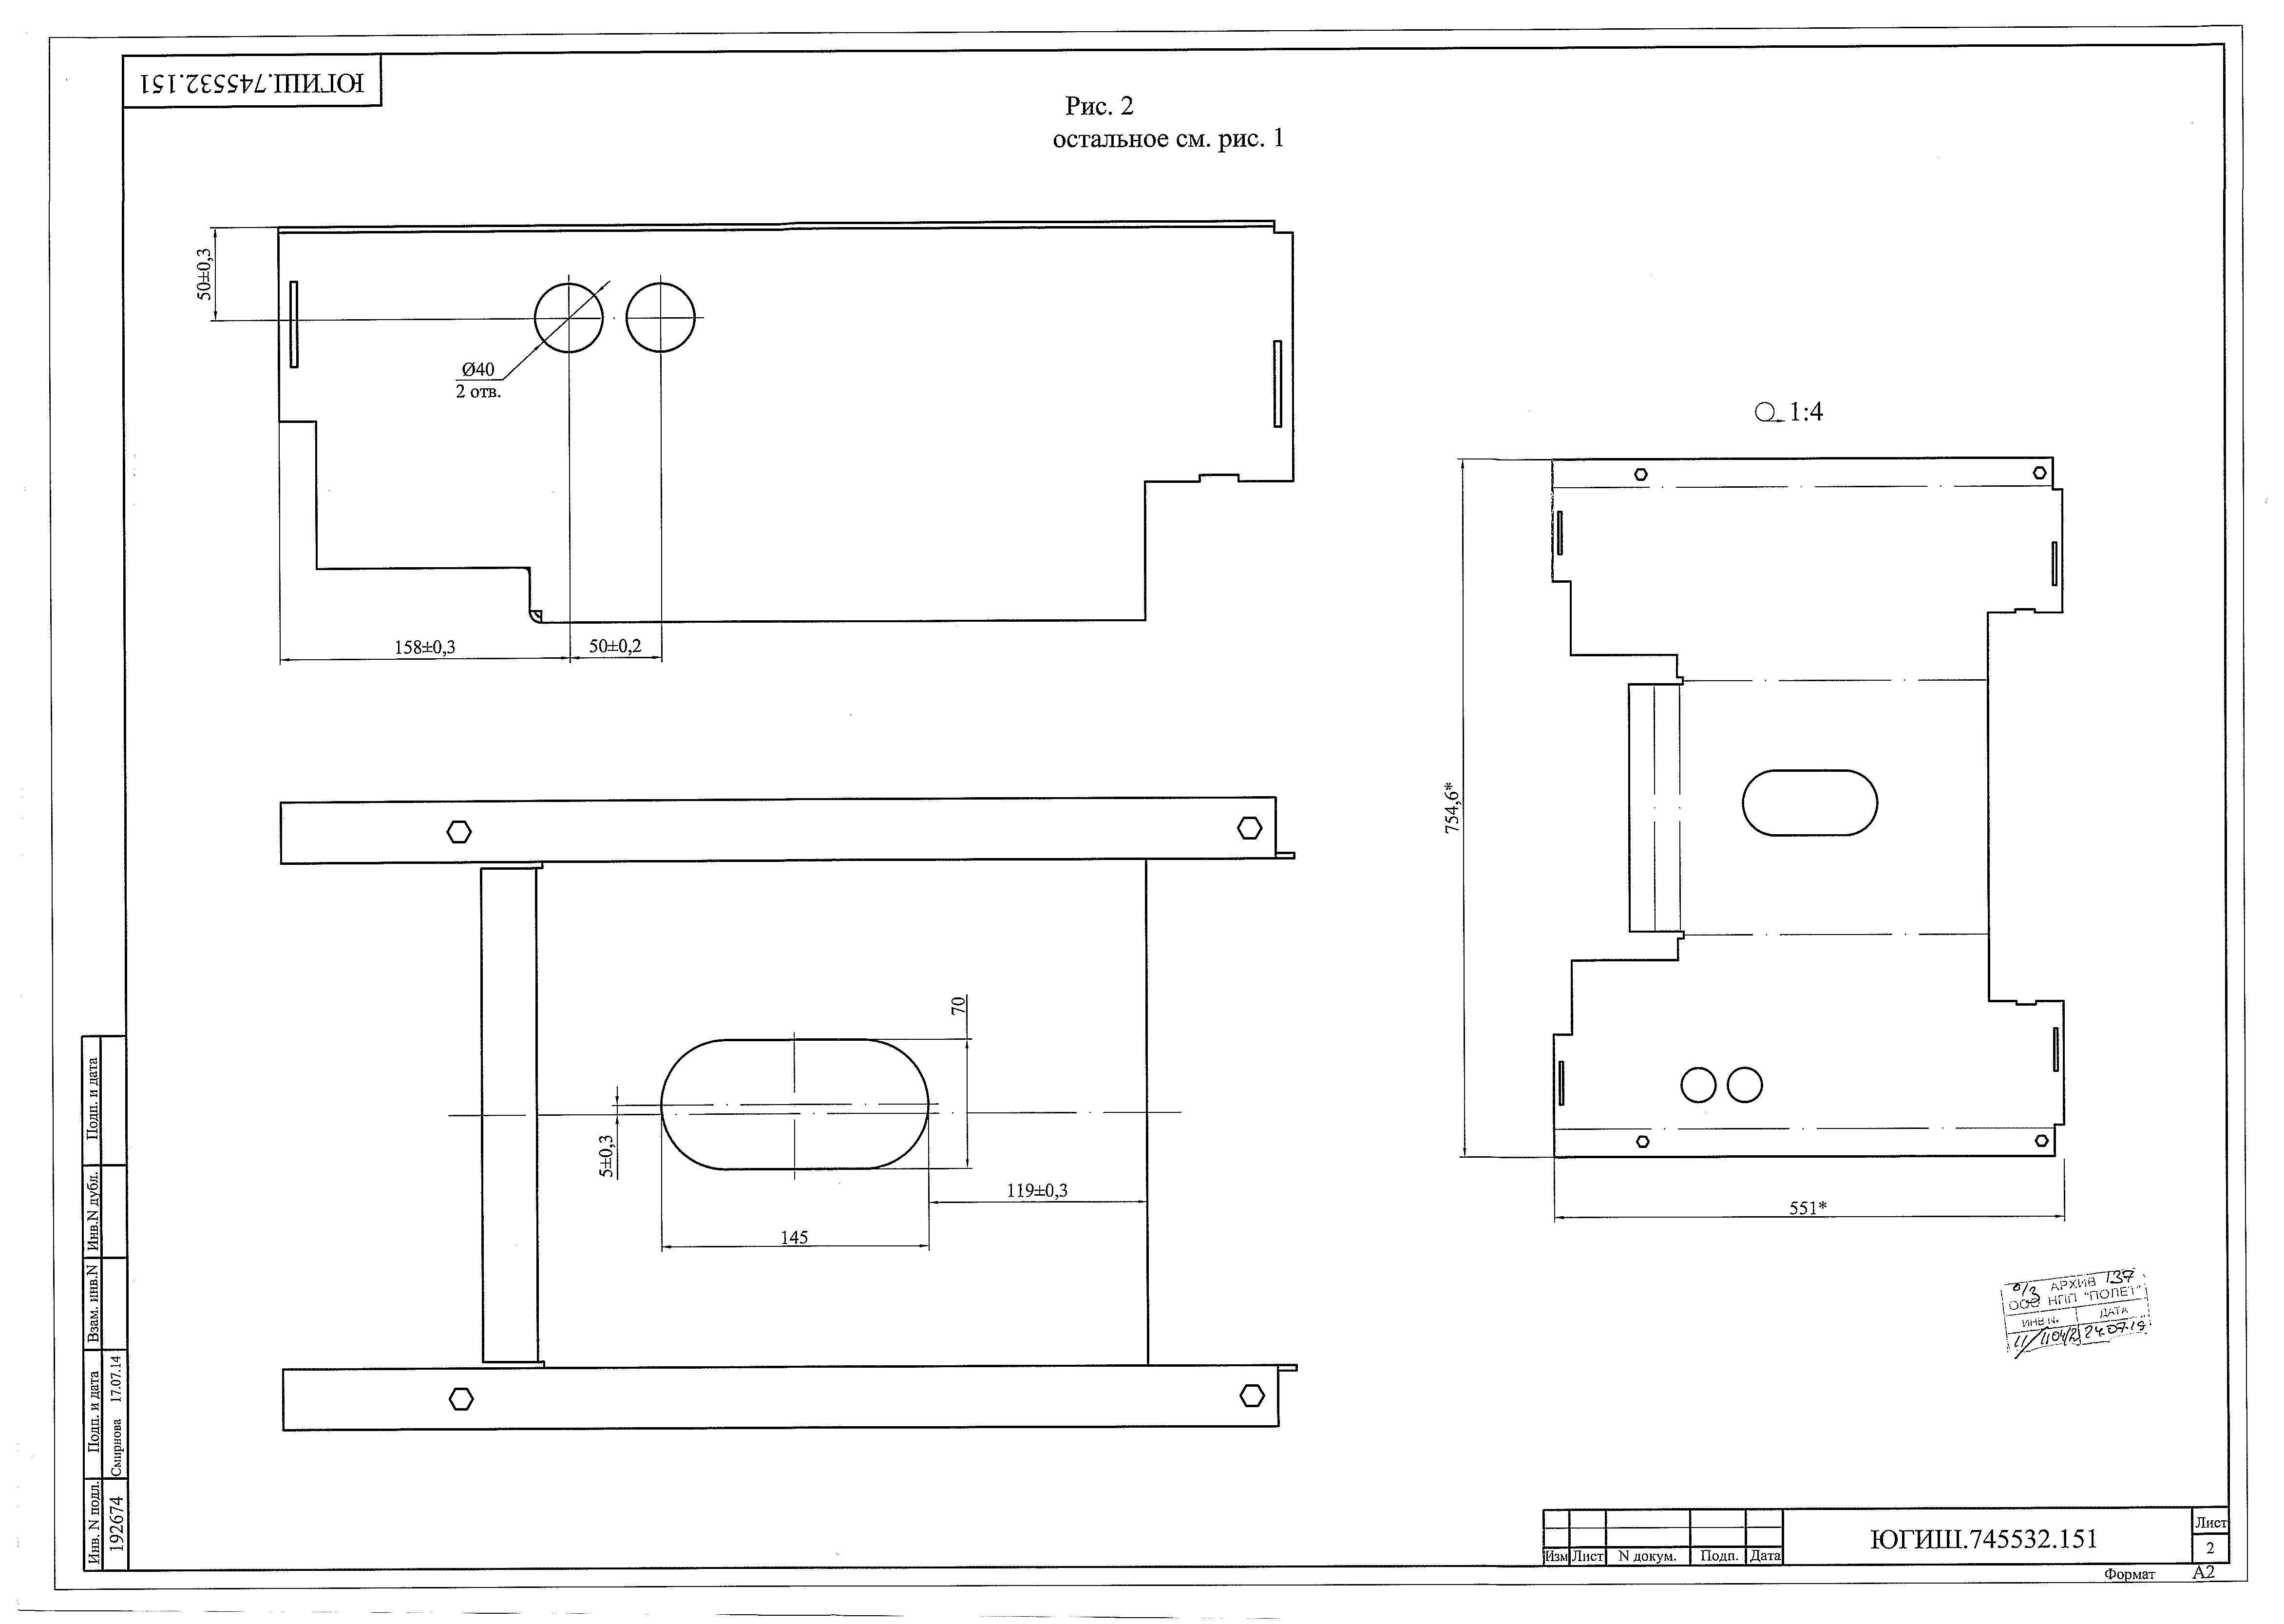 ЮГИШ.745532.151
Рис. 2
остальное см. рис. 1
50±0,3
Ø40
2 отв.
158±0,3
50±0,2
1:4
754,6*
551*
70
5±0,3
119±0,3
145
о/з АРХИВ 137
ООО НПП "ПОЛЕТ"
ИНВ N. ДАТА
24.07.19
Подп. и дата
Инв.N дубл.
Взам. инв.N
Подп. и дата
Смирнова 17.07.14
Инв. N подл.
192674
Изм Лист N докум. Подп. Дата
ЮГИШ.745532.151
Лист
2
Формат А2